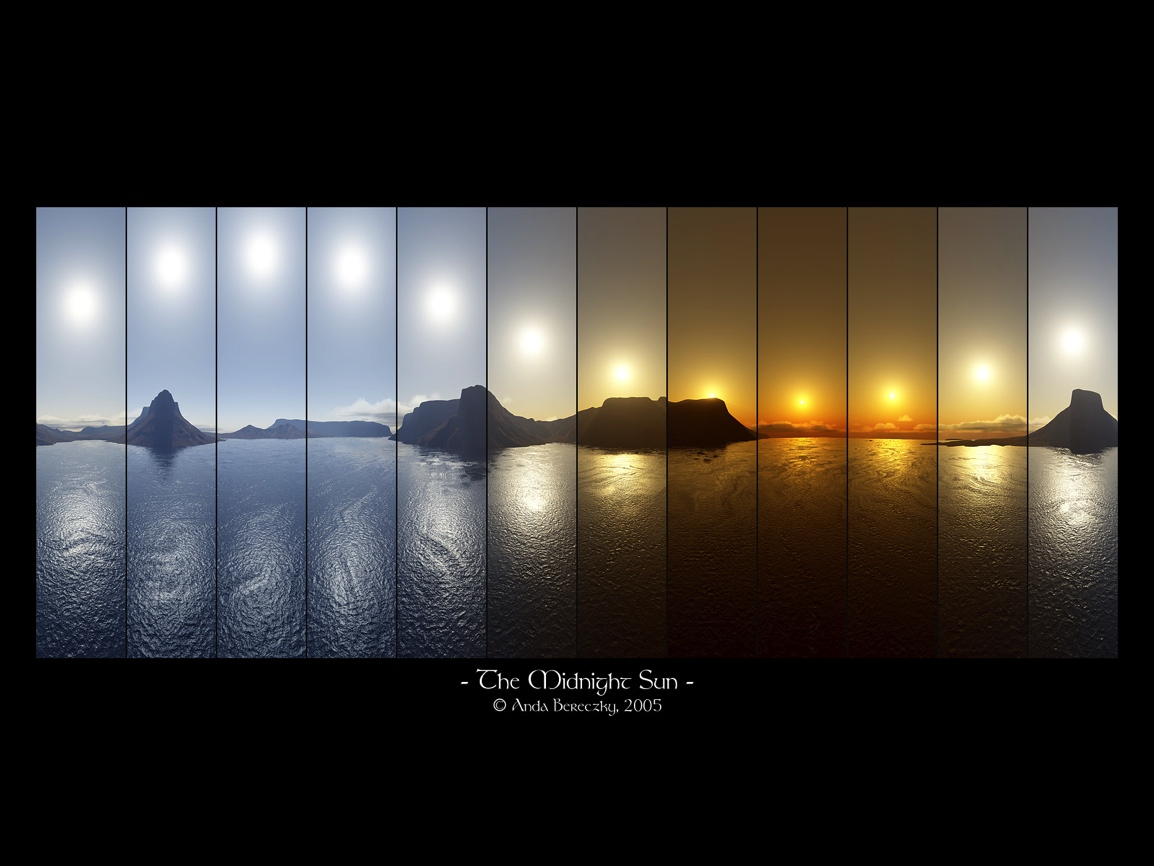 - The Midnight Sun -
© Anda Bereczky, 2005